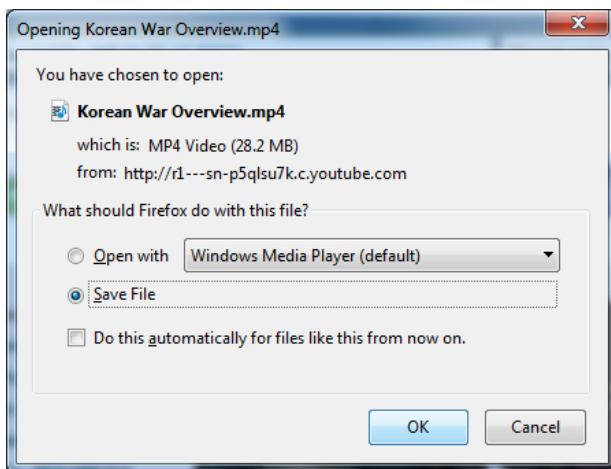 Opening Korean War Overview.mp4
You have chosen to open:
Korean War Overview.mp4
which is: MP4 Video (28.2 MB)
from: http://r1---sn-p5qlsu7k.c.youtube.com
What should Firefox do with this file?
Open with Windows Media Player (default)
Save File
Do this automatically for files like this from now on.
OK Cancel